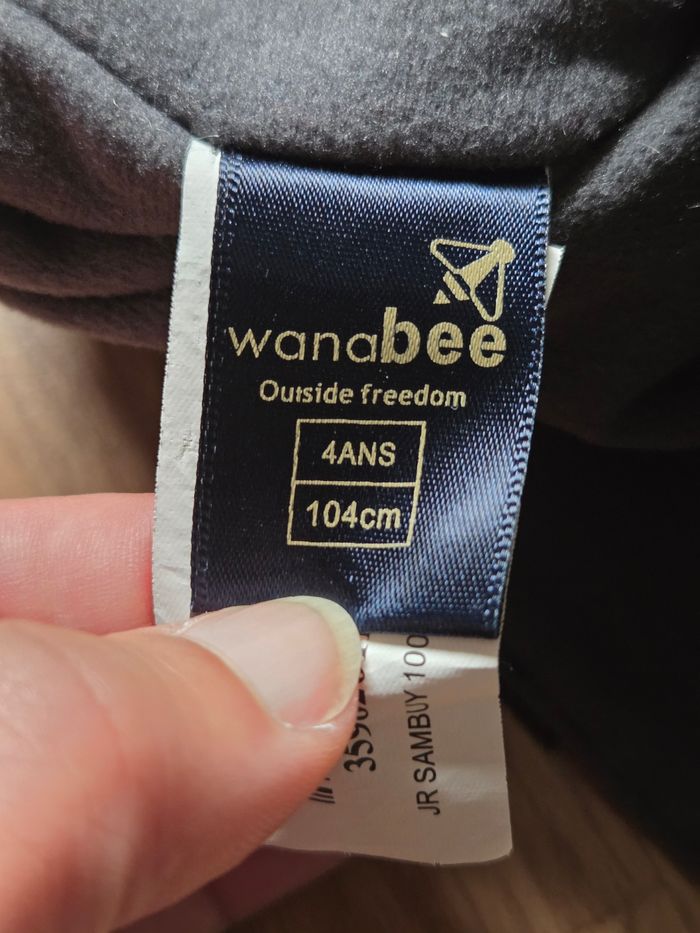 wanabee
Outside freedom
4ANS
104cm
JR SAMBUY 100